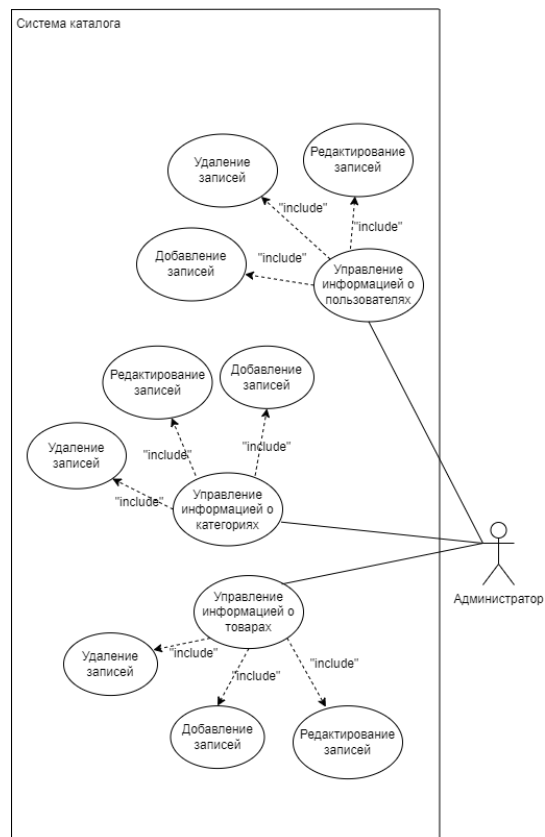 Система каталога
Удаление
записей
Редактирование
записей
"include"
"include"
Добавление
записей
"include"
Управление
информацией о
пользователях
Редактирование
записей
Добавление
записей
Удаление
записей
"include"
"include"
"include"
Управление
информацией о
категориях
Администратор
Управление
информацией о
товарах
Удаление
записей
"include"
"include"
"include"
Добавление
записей
Редактирование
записей